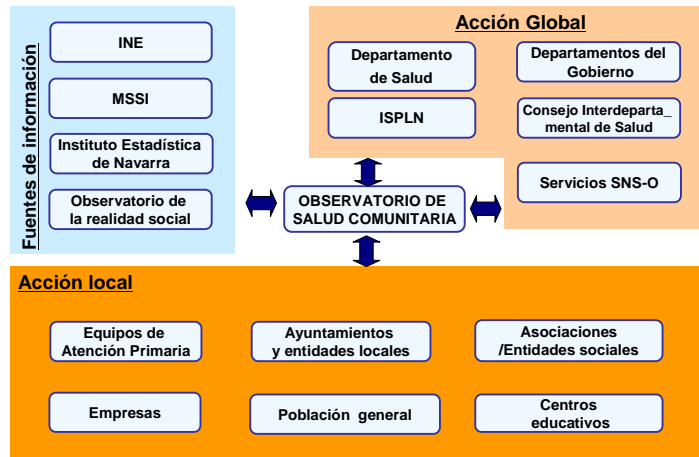 Fuentes de información
INE
MSSI
Instituto Estadística
de Navarra
Observatorio de
la realidad social
Acción Global
Departamento
de Salud
Departamentos del
Gobierno
ISPLN
Consejo Interdeparta_
mental de Salud
Servicios SNS-O
OBSERVATORIO DE
SALUD COMUNITARIA
Acción local
Equipos de
Atención Primaria
Ayuntamientos
y entidades locales
Asociaciones
/Entidades sociales
Empresas
Población general
Centros
educativos